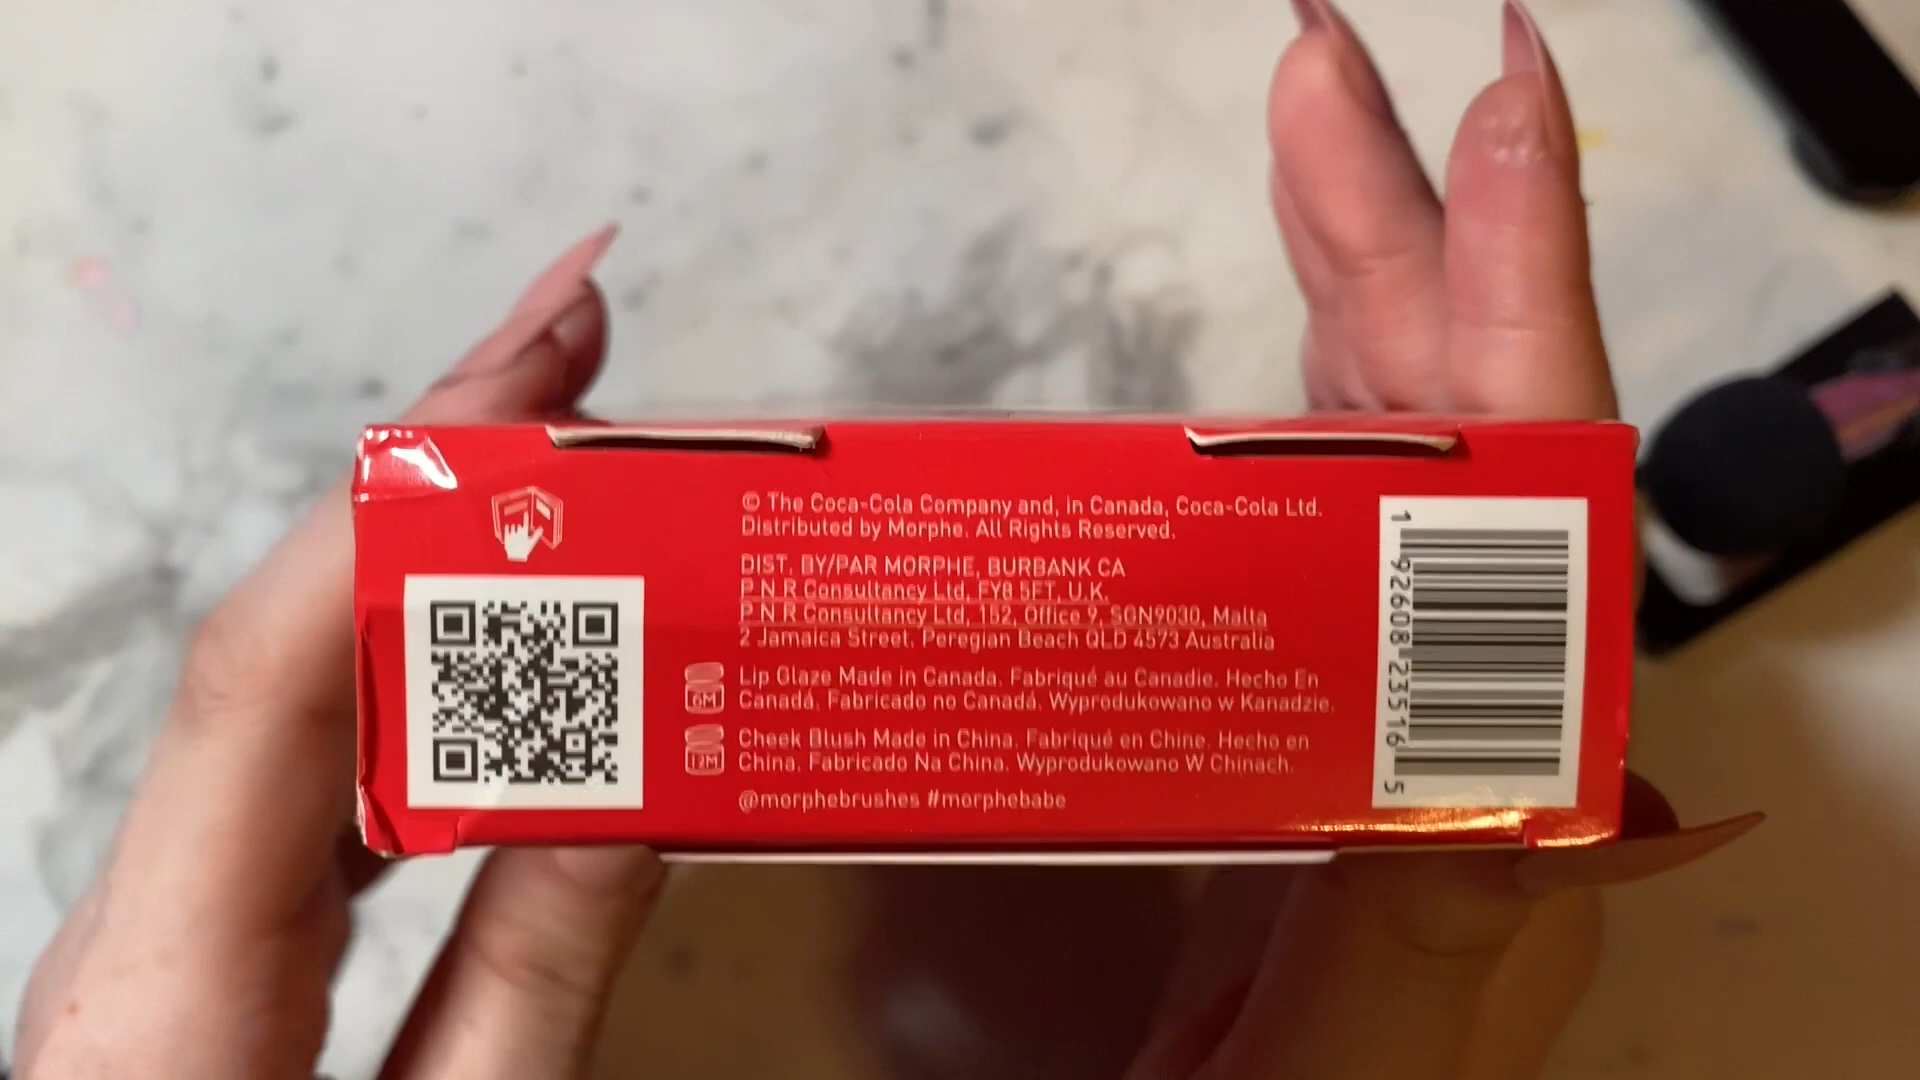 © The Coca-Cola Company and, in Canada, Coca-Cola Ltd.
Distributed by Morphe. All Rights Reserved.
DIST. BY/PAR MORPHE, BURBANK CA
P N R Consultancy Ltd, FY8 5FT, U.K.
P N R Consultancy Ltd, 152, Office 9, SGN9030, Malta
2 Jamaica Street, Peregian Beach QLD 4573 Australia
6M
Lip Glaze Made in Canada. Fabriqué au Canadie. Hecho En
Canadá. Fabricado no Canadá. Wyprodukowano w Kanadzie.
12M
Cheek Blush Made in China. Fabriqué en Chine. Hecho en
China. Fabricado Na China. Wyprodukowano W Chinach.
@morphebrushes #morphebabe
1 92608 23516 5